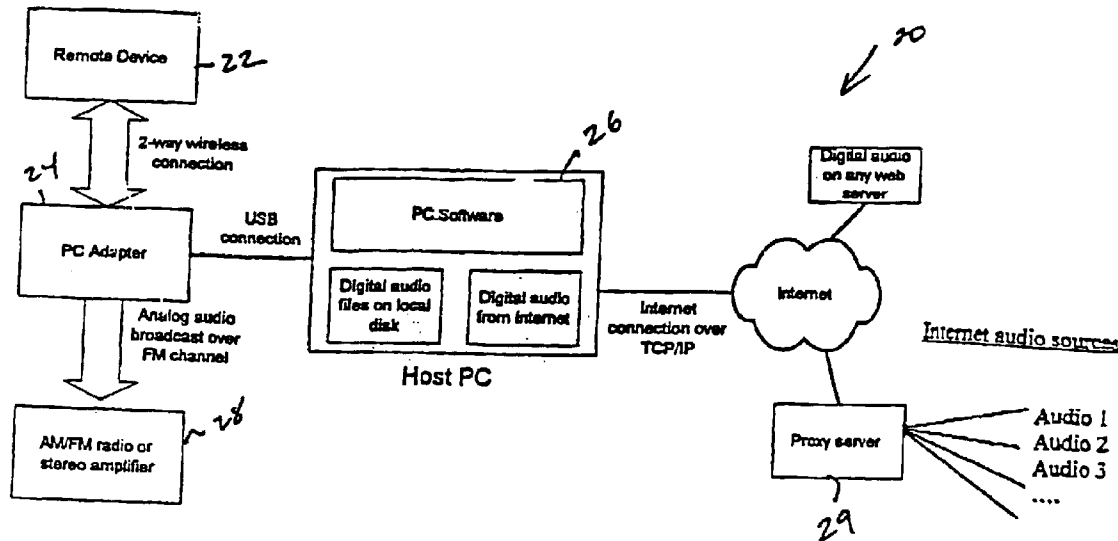 20
Remote Device
22
2-way wireless
connection
24
PC Adapter
USB
connection
26
PC Software
Digital audio
files on local
disk
Digital audio
from internet
Host PC
Analog audio
broadcast over
FM channel
AM/FM radio or
stereo amplifier
28
Internet
connection over
TCP/IP
Digital audio
on any web
server
Internet
Internet audio sources
Proxy server
29
Audio 1
Audio 2
Audio 3
....